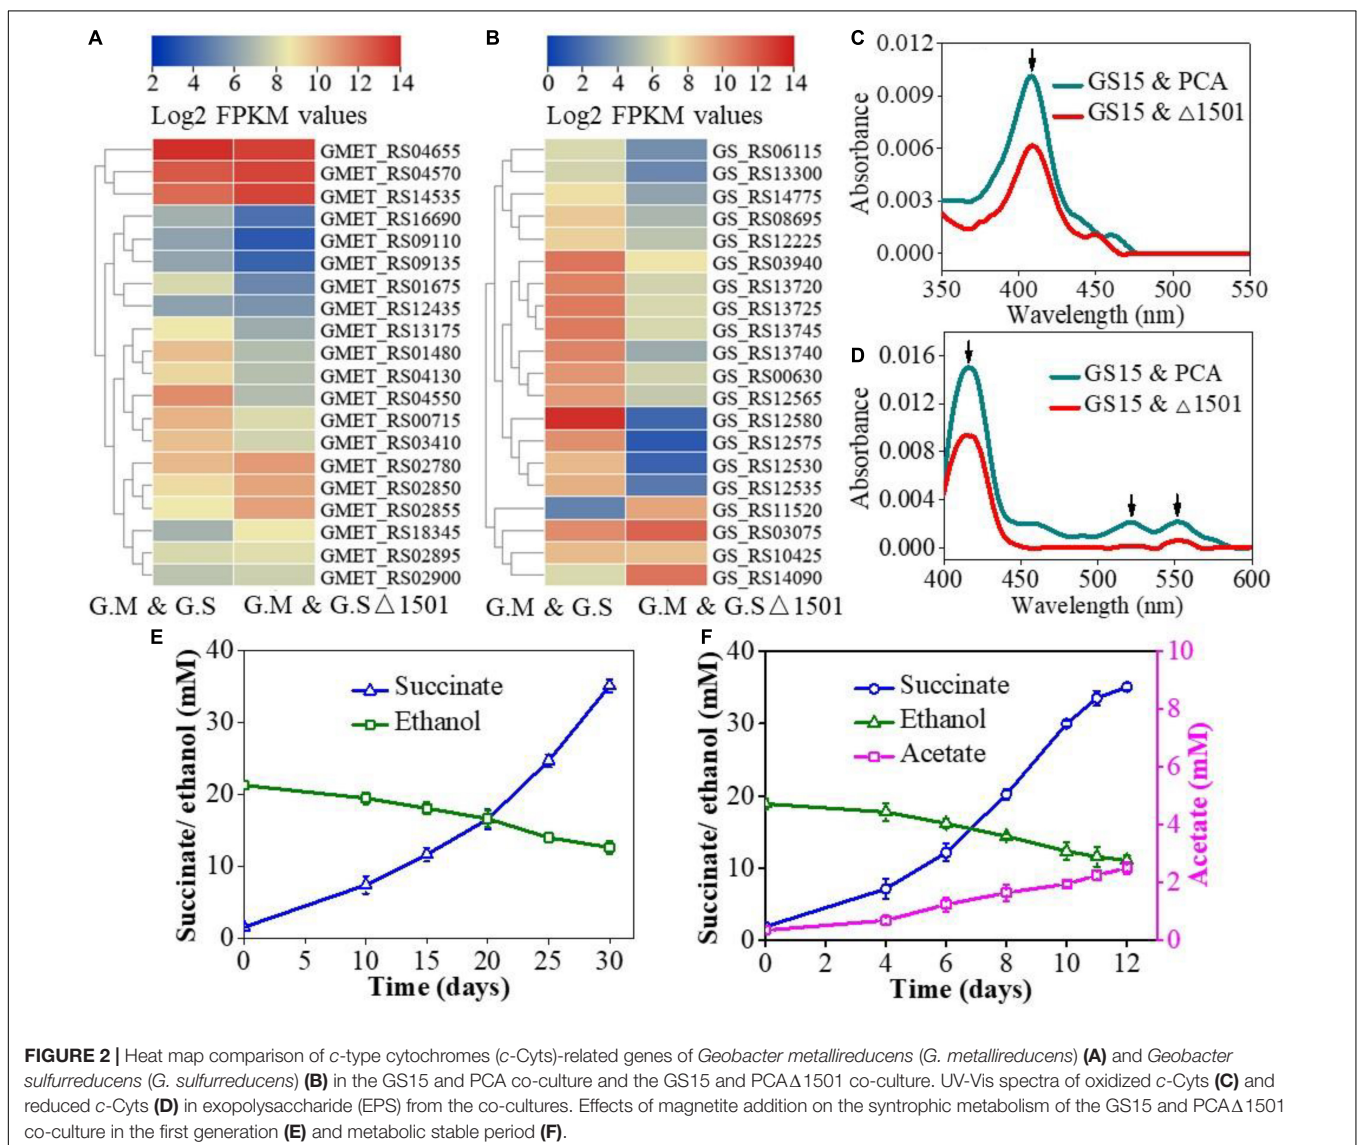 A
2 4 6 8 10 12 14
Log2 FPKM values
GMET_RS04655
GMET_RS04570
GMET_RS14535
GMET_RS16690
GMET_RS09110
GMET_RS09135
GMET_RS01675
GMET_RS12435
GMET_RS13175
GMET_RS01480
GMET_RS04130
GMET_RS04550
GMET_RS00715
GMET_RS03410
GMET_RS02780
GMET_RS02850
GMET_RS02855
GMET_RS18345
GMET_RS02895
GMET_RS02900
G.M & G.S G.M & G.S△1501
B
0 2 4 6 8 10 12 14
Log2 FPKM values
GS_RS06115
GS_RS13300
GS_RS14775
GS_RS08695
GS_RS12225
GS_RS03940
GS_RS13720
GS_RS13725
GS_RS13745
GS_RS13740
GS_RS00630
GS_RS12565
GS_RS12580
GS_RS12575
GS_RS12530
GS_RS12535
GS_RS11520
GS_RS03075
GS_RS10425
GS_RS14090
G.M & G.S G.M & G.S△1501
C
Absorbance
0.012
0.009
0.006
0.003
0.000
GS15 & PCA
GS15 & △1501
350 400 450 500 550
Wavelength (nm)
D
Absorbance
0.016
0.012
0.008
0.004
0.000
GS15 & PCA
GS15 & △1501
400 450 500 550 600
Wavelength (nm)
E
Succinate/ ethanol (mM)
40
30
20
10
0
Succinate
Ethanol
0 5 10 15 20 25 30
Time (days)
F
Succinate/ ethanol (mM)
40
30
20
10
0
Succinate
Ethanol
Acetate
0 2 4 6 8 10 12
Time (days)
10
8
6
4
2
0
Acetate (mM)
FIGURE 2 | Heat map comparison of c-type cytochromes (c-Cyts)-related genes of Geobacter metallireducens (G. metallireducens) (A) and Geobacter
sulfurreducens (G. sulfurreducens) (B) in the GS15 and PCA co-culture and the GS15 and PCAΔ1501 co-culture. UV-Vis spectra of oxidized c-Cyts (C) and
reduced c-Cyts (D) in exopolysaccharide (EPS) from the co-cultures. Effects of magnetite addition on the syntrophic metabolism of the GS15 and PCAΔ1501
co-culture in the first generation (E) and metabolic stable period (F).